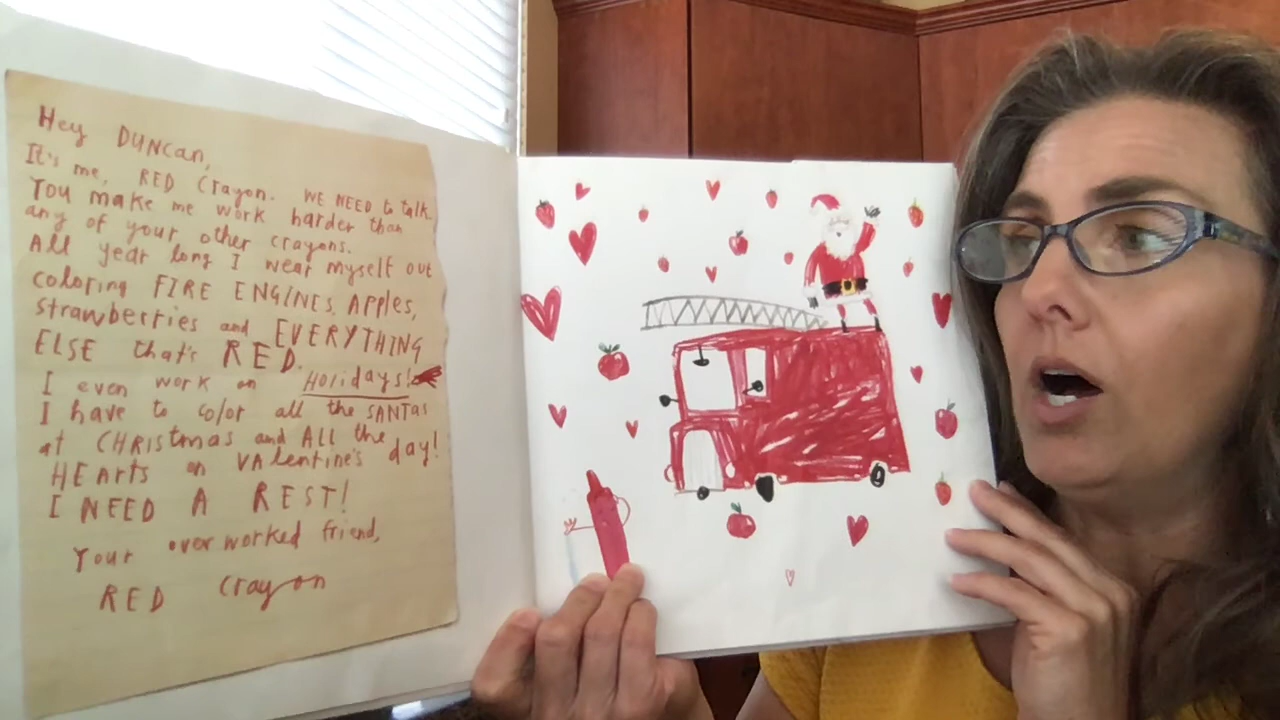 Hey DUNCan,
It's me, RED Crayon. WE NEED to talk.
You make me work harder than
any of your other crayons.
All year long I wear myself out
coloring FIRE ENGINES, Apples,
Strawberries and EVERYTHING
ELSE that's RED.
I even work on Holidays!
I have to color all the SANTAs
at CHRistmas and All the
HEArts on VAlentine's day!
I NEED A REST!
Your overworked friend,
RED Crayon